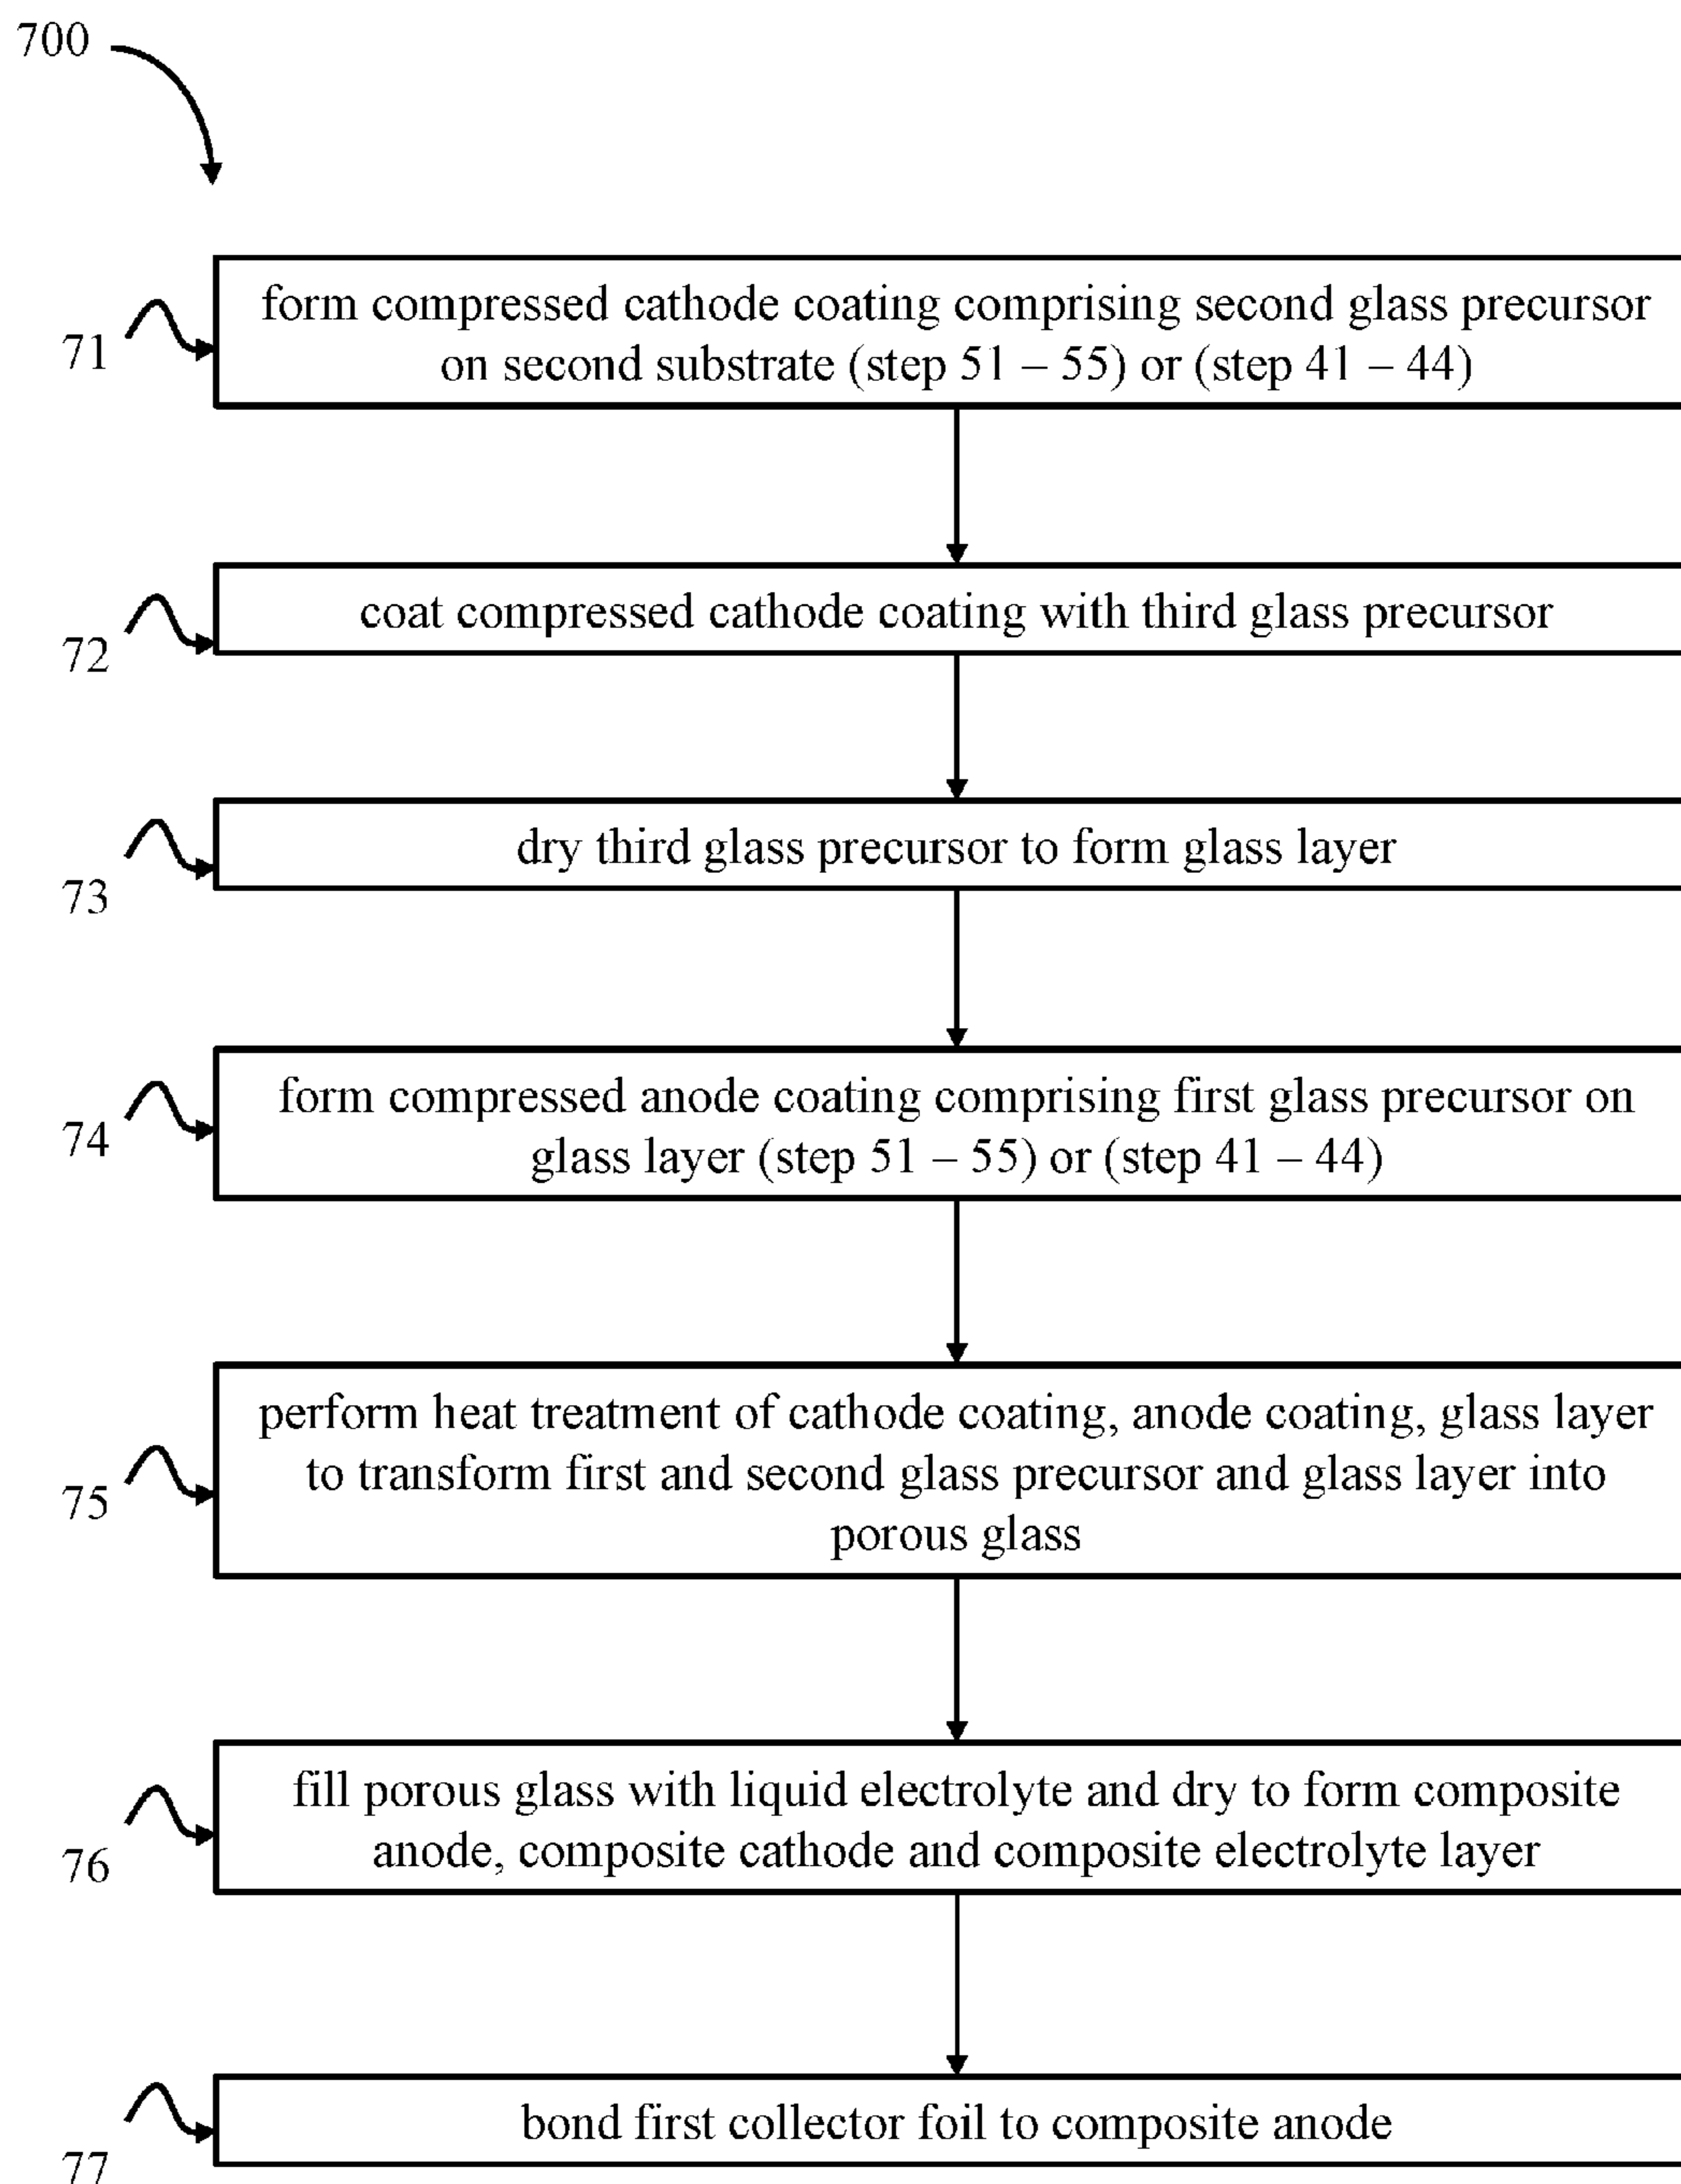 700
form compressed cathode coating comprising second glass precursor
on second substrate (step 51 – 55) or (step 41 – 44)
71
coat compressed cathode coating with third glass precursor
72
dry third glass precursor to form glass layer
73
form compressed anode coating comprising first glass precursor on
glass layer (step 51 – 55) or (step 41 – 44)
74
perform heat treatment of cathode coating, anode coating, glass layer
to transform first and second glass precursor and glass layer into
porous glass
75
fill porous glass with liquid electrolyte and dry to form composite
anode, composite cathode and composite electrolyte layer
76
bond first collector foil to composite anode
77